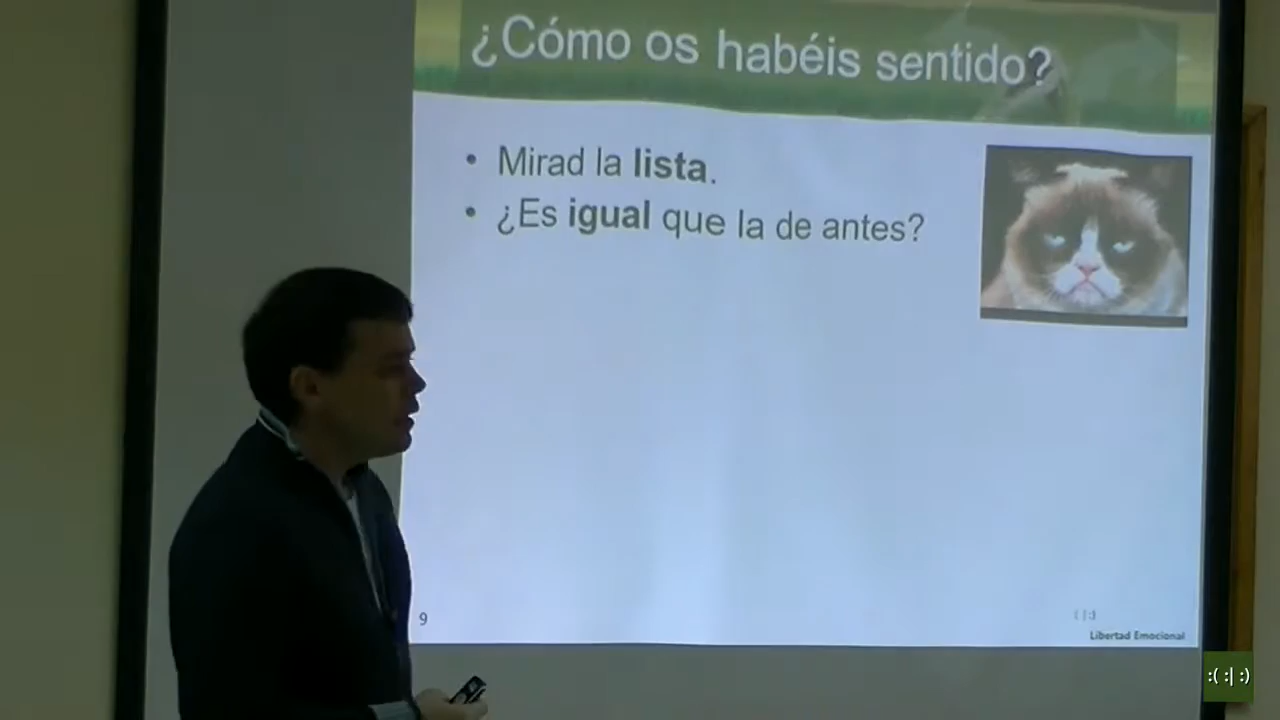 ¿Cómo os habéis sentido?
• Mirad la lista.
• ¿Es igual que la de antes?
9
( |:)
Libertad Emocional
:( :| :)